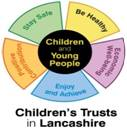 Stay Safe
Be Healthy
Children
and
Young
People
Positive
Contribution
Economic
Well-being
Enjoy
and Achieve
Children's Trusts
in Lancashire